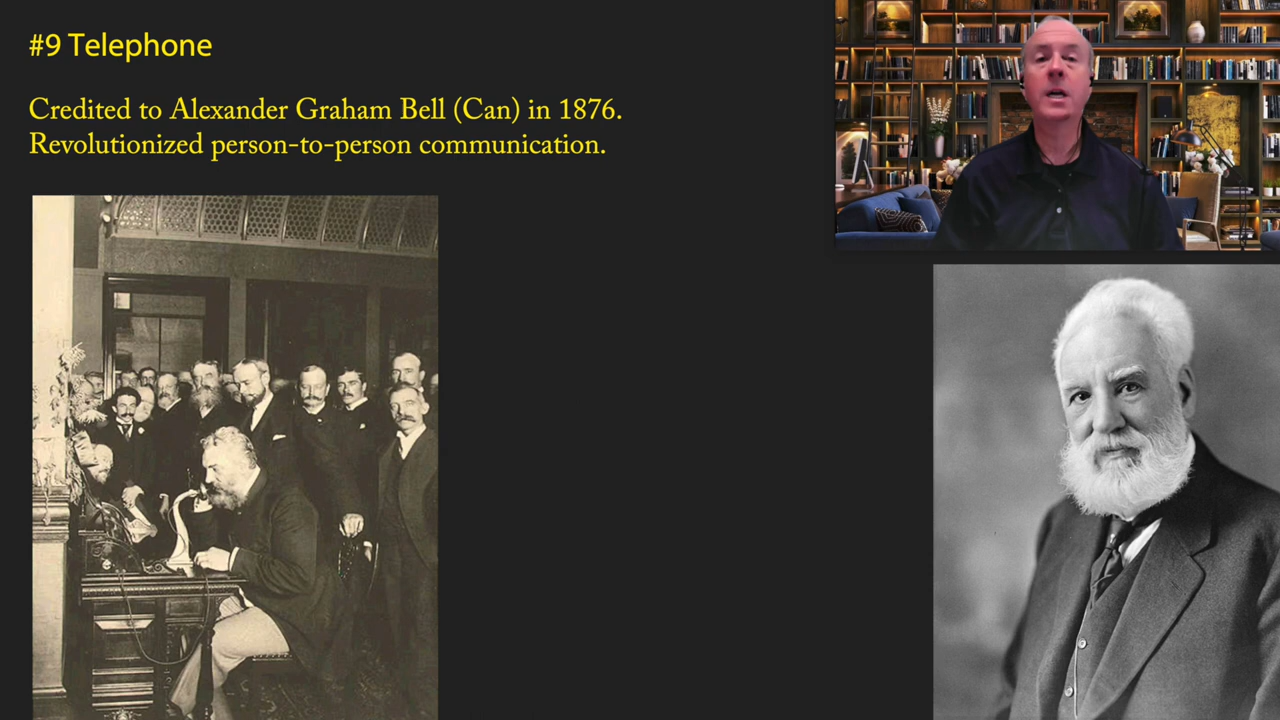 #9 Telephone
Credited to Alexander Graham Bell (Can) in 1876.
Revolutionized person-to-person communication.